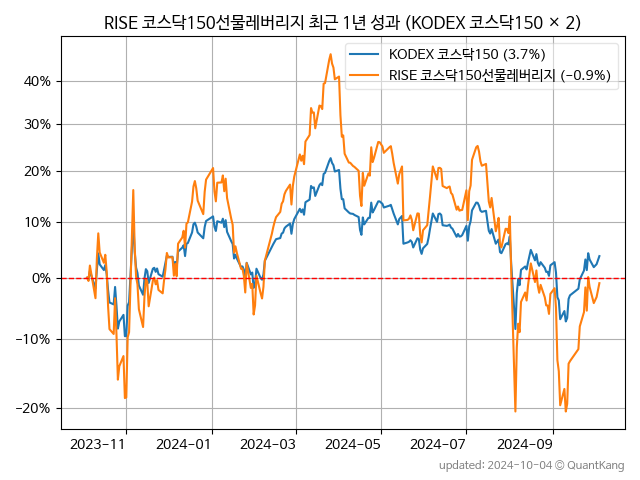 RISE 코스닥150선물레버리지 최근 1년 성과 (KODEX 코스닥150 × 2)
KODEX 코스닥150 (3.7%)
RISE 코스닥150선물레버리지 (−0.9%)
40%
30%
20%
10%
0%
−10%
−20%
2023-11 2024-01 2024-03 2024-05 2024-07 2024-09
updated: 2024-10-04 © QuantKang